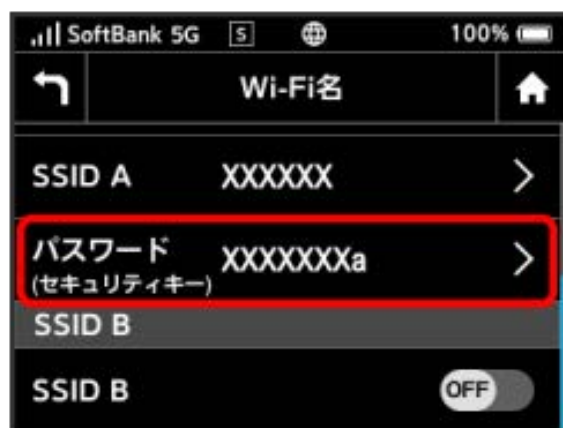 SoftBank 5G S 100%
Wi-Fi名
SSID A XXXXXX
パスワード XXXXXXXa
(セキュリティキー)
SSID B
SSID B OFF